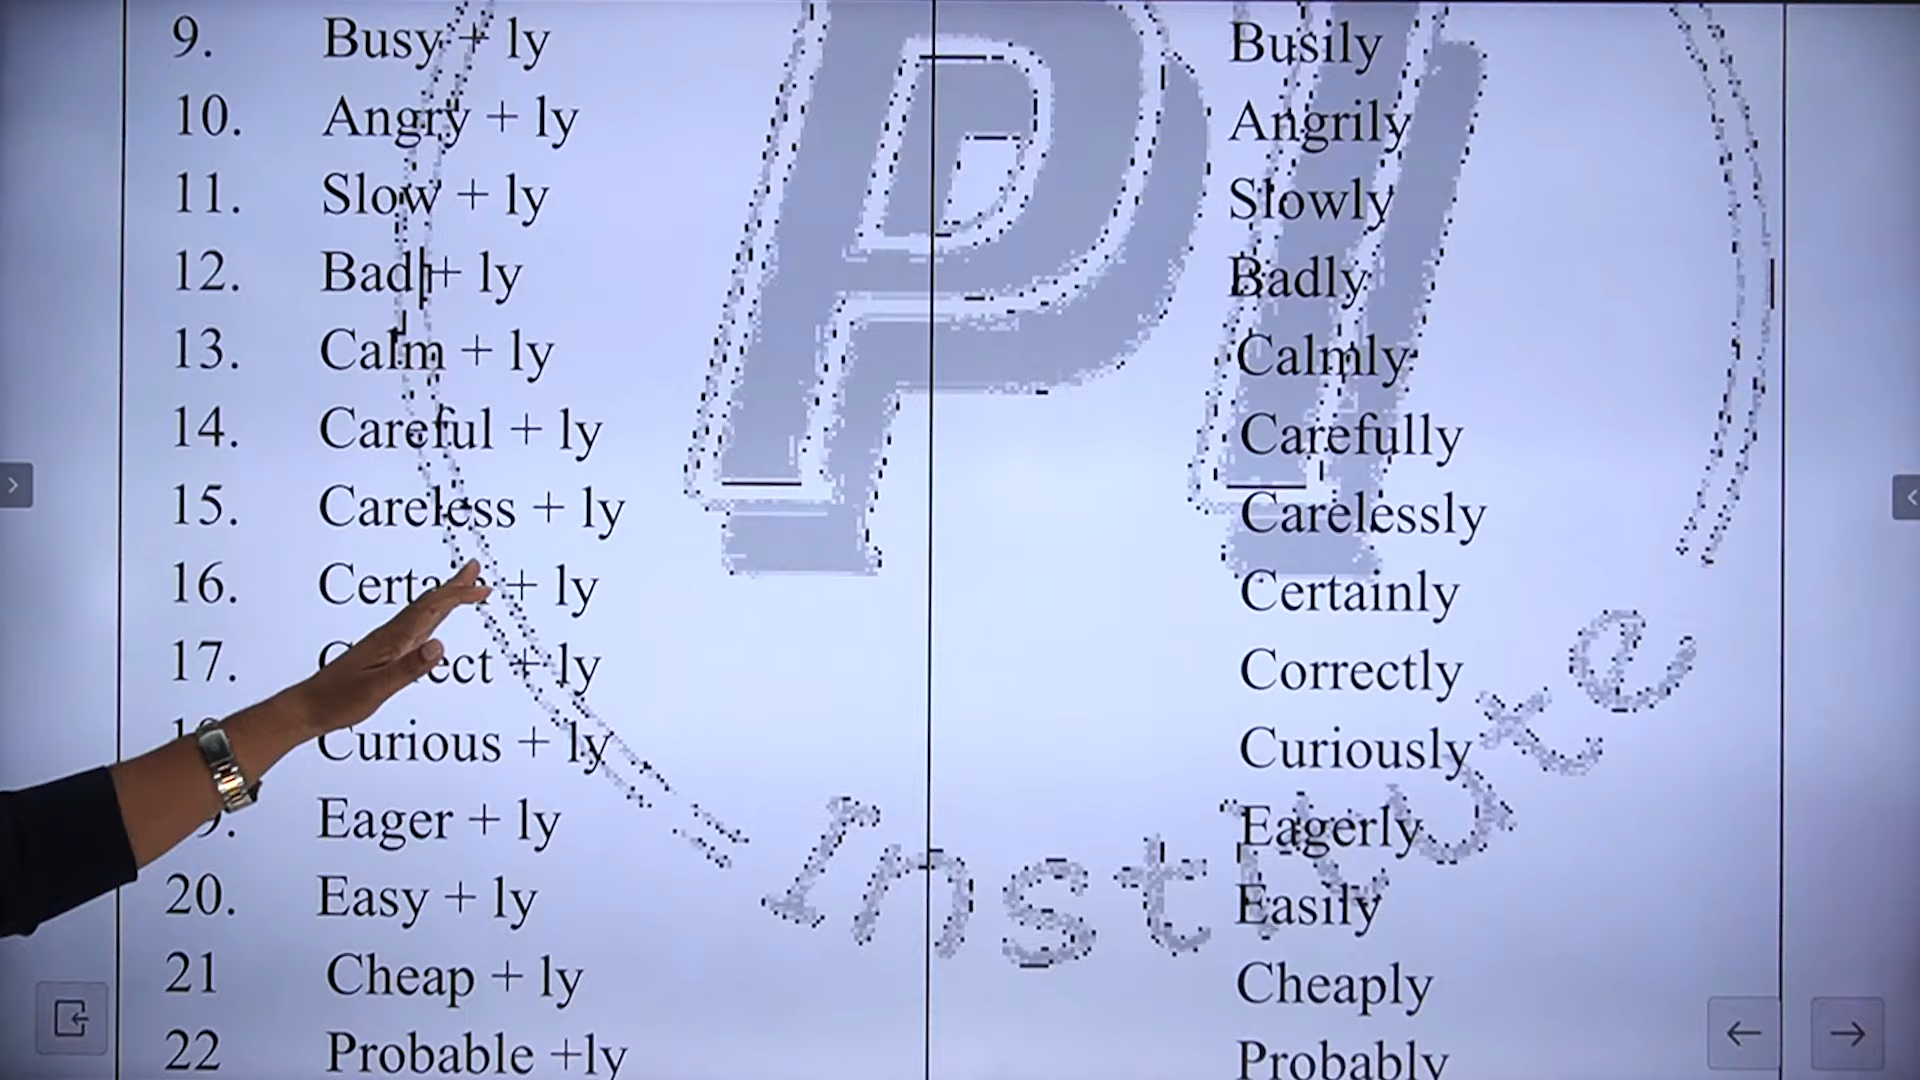 9. Busy + ly Busily
10. Angry + ly Angrily
11. Slow + ly Slowly
12. Bad + ly Badly
13. Calm + ly Calmly
14. Careful + ly Carefully
15. Careless + ly Carelessly
16. + ly Certainly
17. + ly Correctly
Curious + ly Curiously
Eager + ly Eagerly
20. Easy + ly Easily
21 Cheap + ly Cheaply
22 Probable +ly Probably
Institute